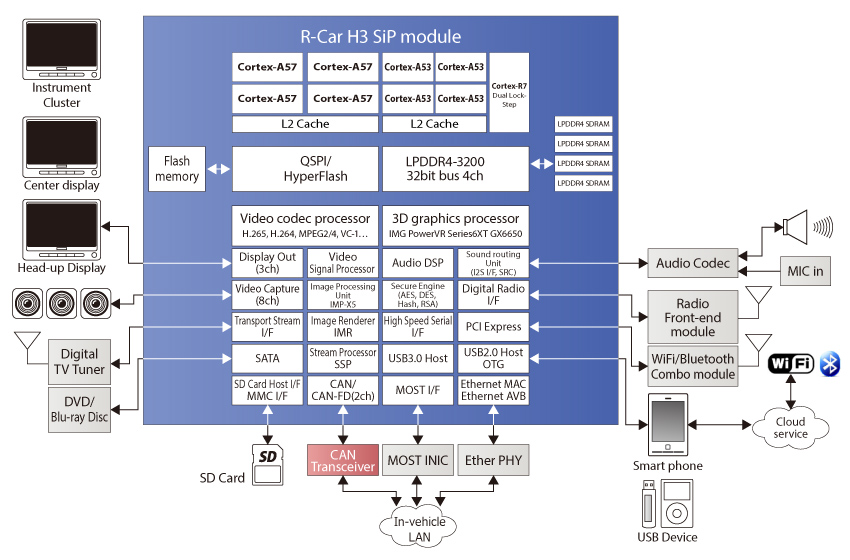 R-Car H3 SiP module
Instrument
Cluster
Center display
Head-up Display
Cortex-A57
Cortex-A57
Cortex-A53
Cortex-A53
Cortex-R7
Dual Lock-
Step
Cortex-A57
Cortex-A57
Cortex-A53
Cortex-A53
L2 Cache
L2 Cache
LPDDR4 SDRAM
LPDDR4 SDRAM
LPDDR4 SDRAM
LPDDR4 SDRAM
Flash
memory
QSPI/
HyperFlash
LPDDR4-3200
32bit bus 4ch
Video codec processor
H.265, H.264, MPEG2/4, VC-1...
3D graphics processor
IMG PowerVR Series6XT GX6650
Display Out
(3ch)
Video
Signal Processor
Audio DSP
Sound routing
Unit
(I2S I/F, SRC)
Video Capture
(8ch)
Image Processing
Unit
IMP-X5
Secure Engine
(AES, DES,
Hash, RSA)
Digital Radio
I/F
Transport Stream
I/F
Image Renderer
IMR
High Speed Serial
I/F
PCI Express
SATA
Stream Processor
SSP
USB3.0 Host
USB2.0 Host
OTG
SD Card Host I/F
MMC I/F
CAN/
CAN-FD(2ch)
MOST I/F
Ethernet MAC
Ethernet AVB
Digital
TV Tuner
DVD/
Blu-ray Disc
Audio Codec
MIC in
Radio
Front-end
module
WiFi/Bluetooth
Combo module
Wi Fi
Cloud
service
Smart phone
USB Device
SD Card
SD
CAN
Transceiver
MOST INIC
Ether PHY
In-vehicle
LAN